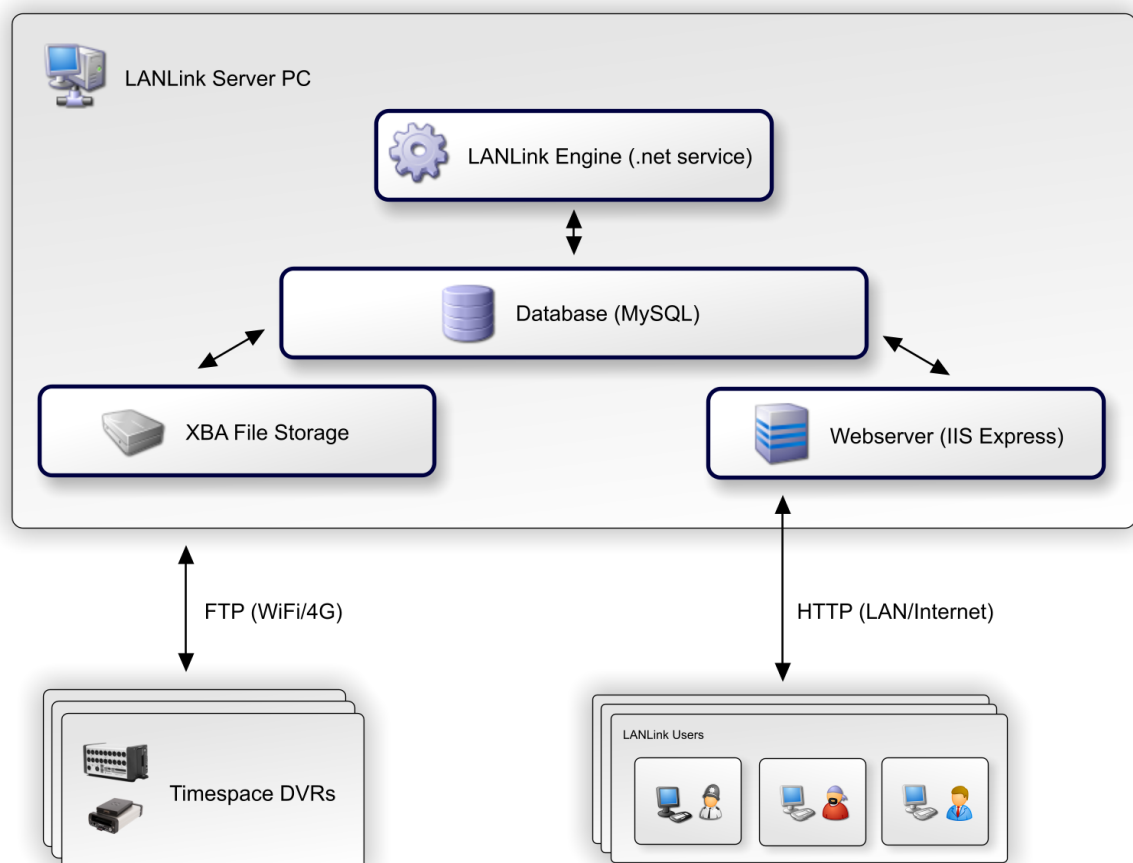 LANLink Server PC
LANLink Engine (.net service)
Database (MySQL)
XBA File Storage
Webserver (IIS Express)
FTP (WiFi/4G)
HTTP (LAN/Internet)
LANLink Users
Timespace DVRs